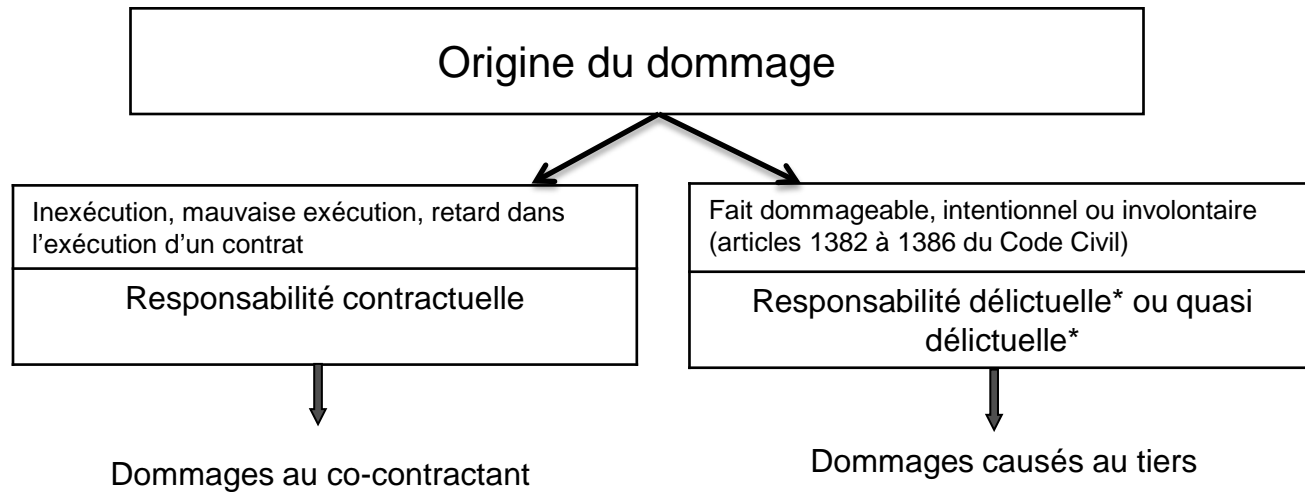 Origine du dommage
Inexécution, mauvaise exécution, retard dans
l’exécution d’un contrat
Responsabilité contractuelle
Dommages au co-contractant
Fait dommageable, intentionnel ou involontaire
(articles 1382 à 1386 du Code Civil)
Responsabilité délictuelle* ou quasi
délictuelle*
Dommages causés au tiers